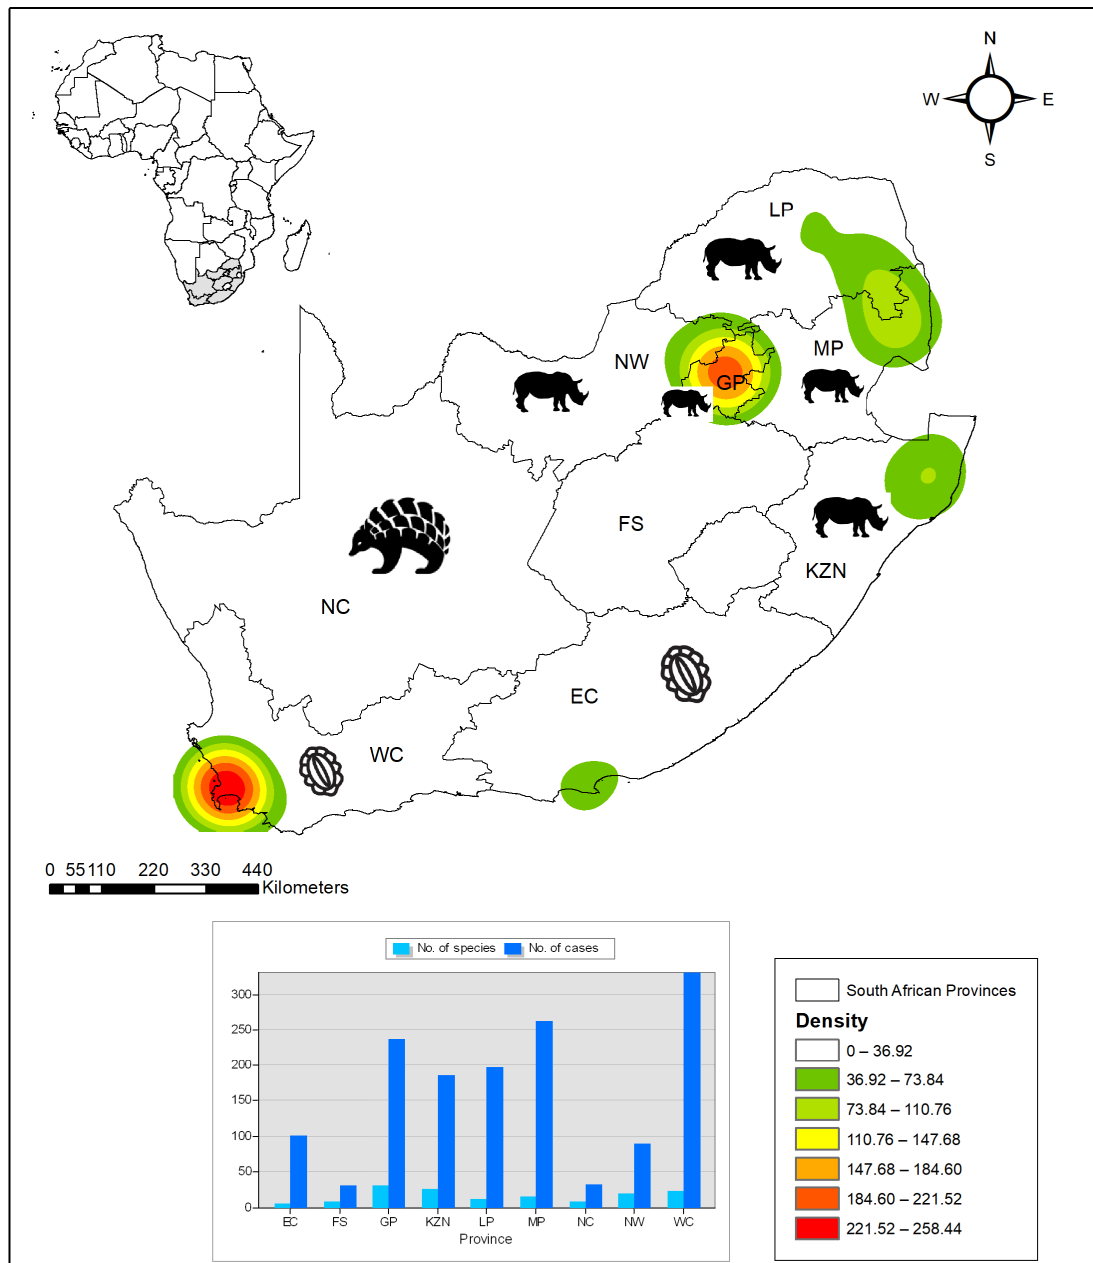 N
W E
S
LP
NW
MP
GP
FS
KZN
NC
EC
WC
0 55 110 220 330 440
Kilometers
No. of species No. of cases
300
250
200
150
100
50
0
EC FS GP KZN LP MP NC NW WC
Province
South African Provinces
Density
0 – 36.92
36.92 – 73.84
73.84 – 110.76
110.76 – 147.68
147.68 – 184.60
184.60 – 221.52
221.52 – 258.44